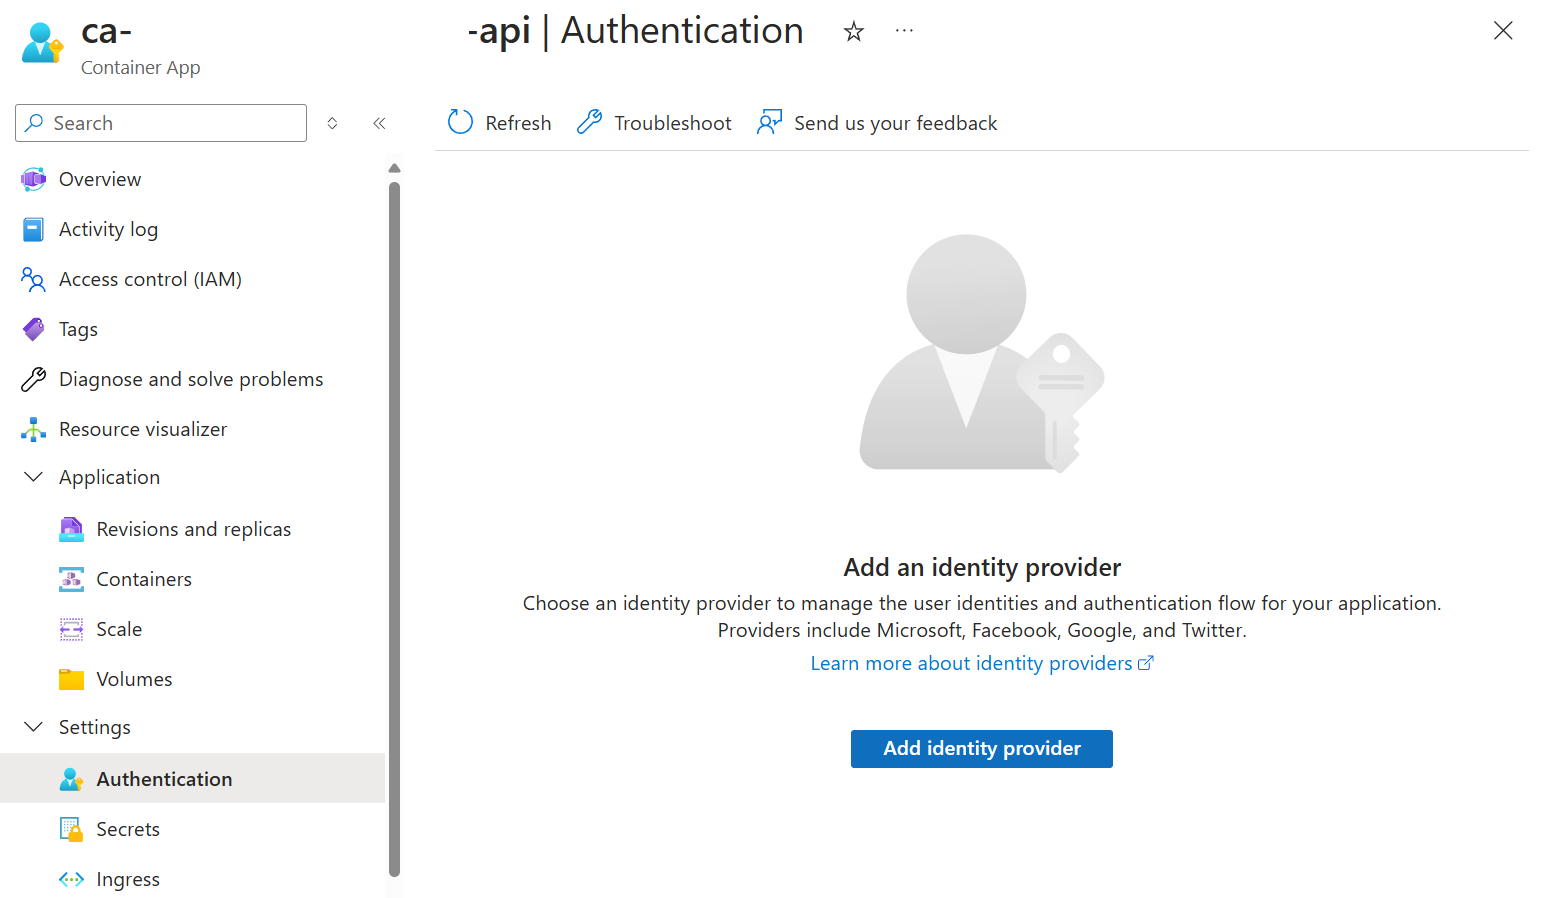 ca- -api | Authentication
Container App
Search
Refresh
Troubleshoot
Send us your feedback
Overview
Activity log
Access control (IAM)
Tags
Diagnose and solve problems
Resource visualizer
Application
Revisions and replicas
Containers
Scale
Volumes
Settings
Authentication
Secrets
Ingress
Add an identity provider
Choose an identity provider to manage the user identities and authentication flow for your application.
Providers include Microsoft, Facebook, Google, and Twitter.
Learn more about identity providers
Add identity provider